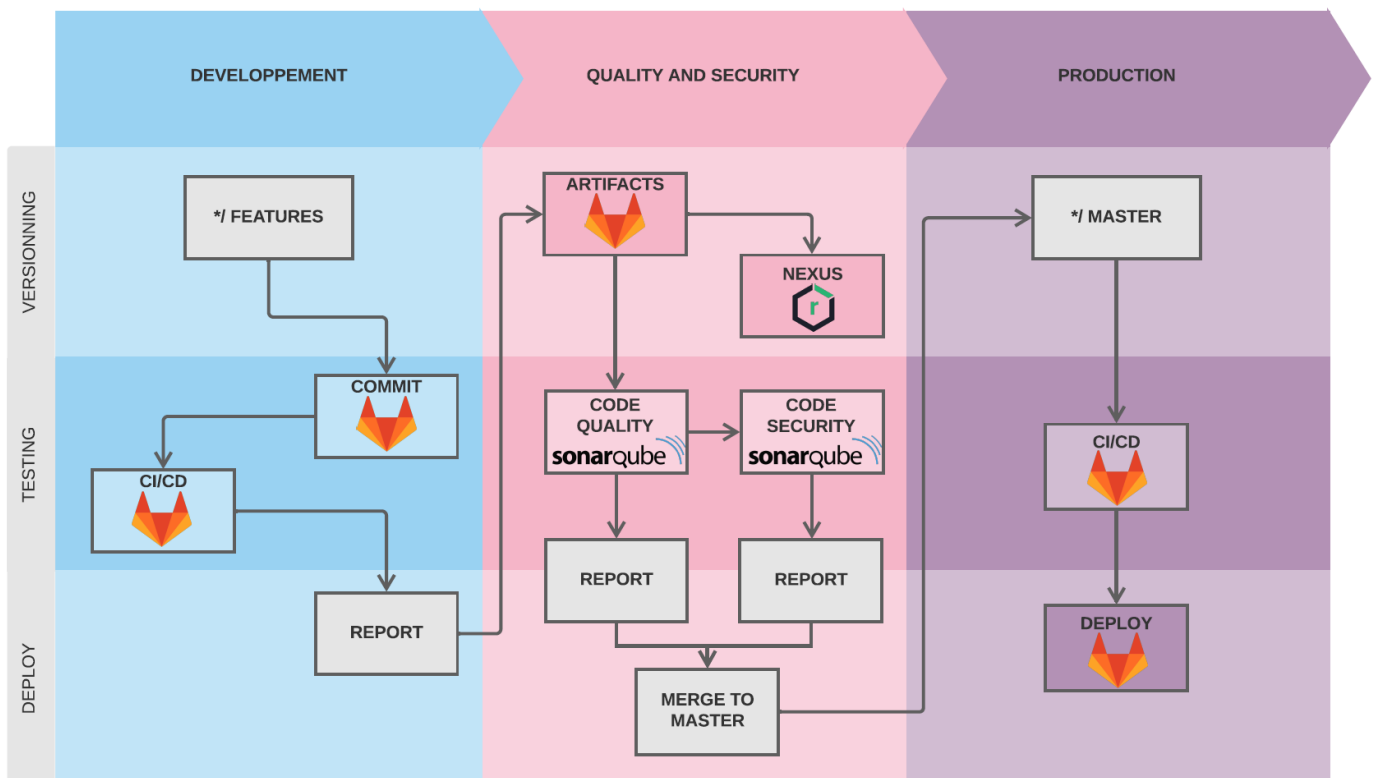 DEVELOPPEMENT
QUALITY AND SECURITY
PRODUCTION
VERSIONNING
*/ FEATURES
ARTIFACTS
NEXUS
r
*/ MASTER
TESTING
COMMIT
CI/CD
CODE
QUALITY
sonarqube
CODE
SECURITY
sonarqube
CI/CD
DEPLOY
REPORT
REPORT
REPORT
MERGE TO
MASTER
DEPLOY